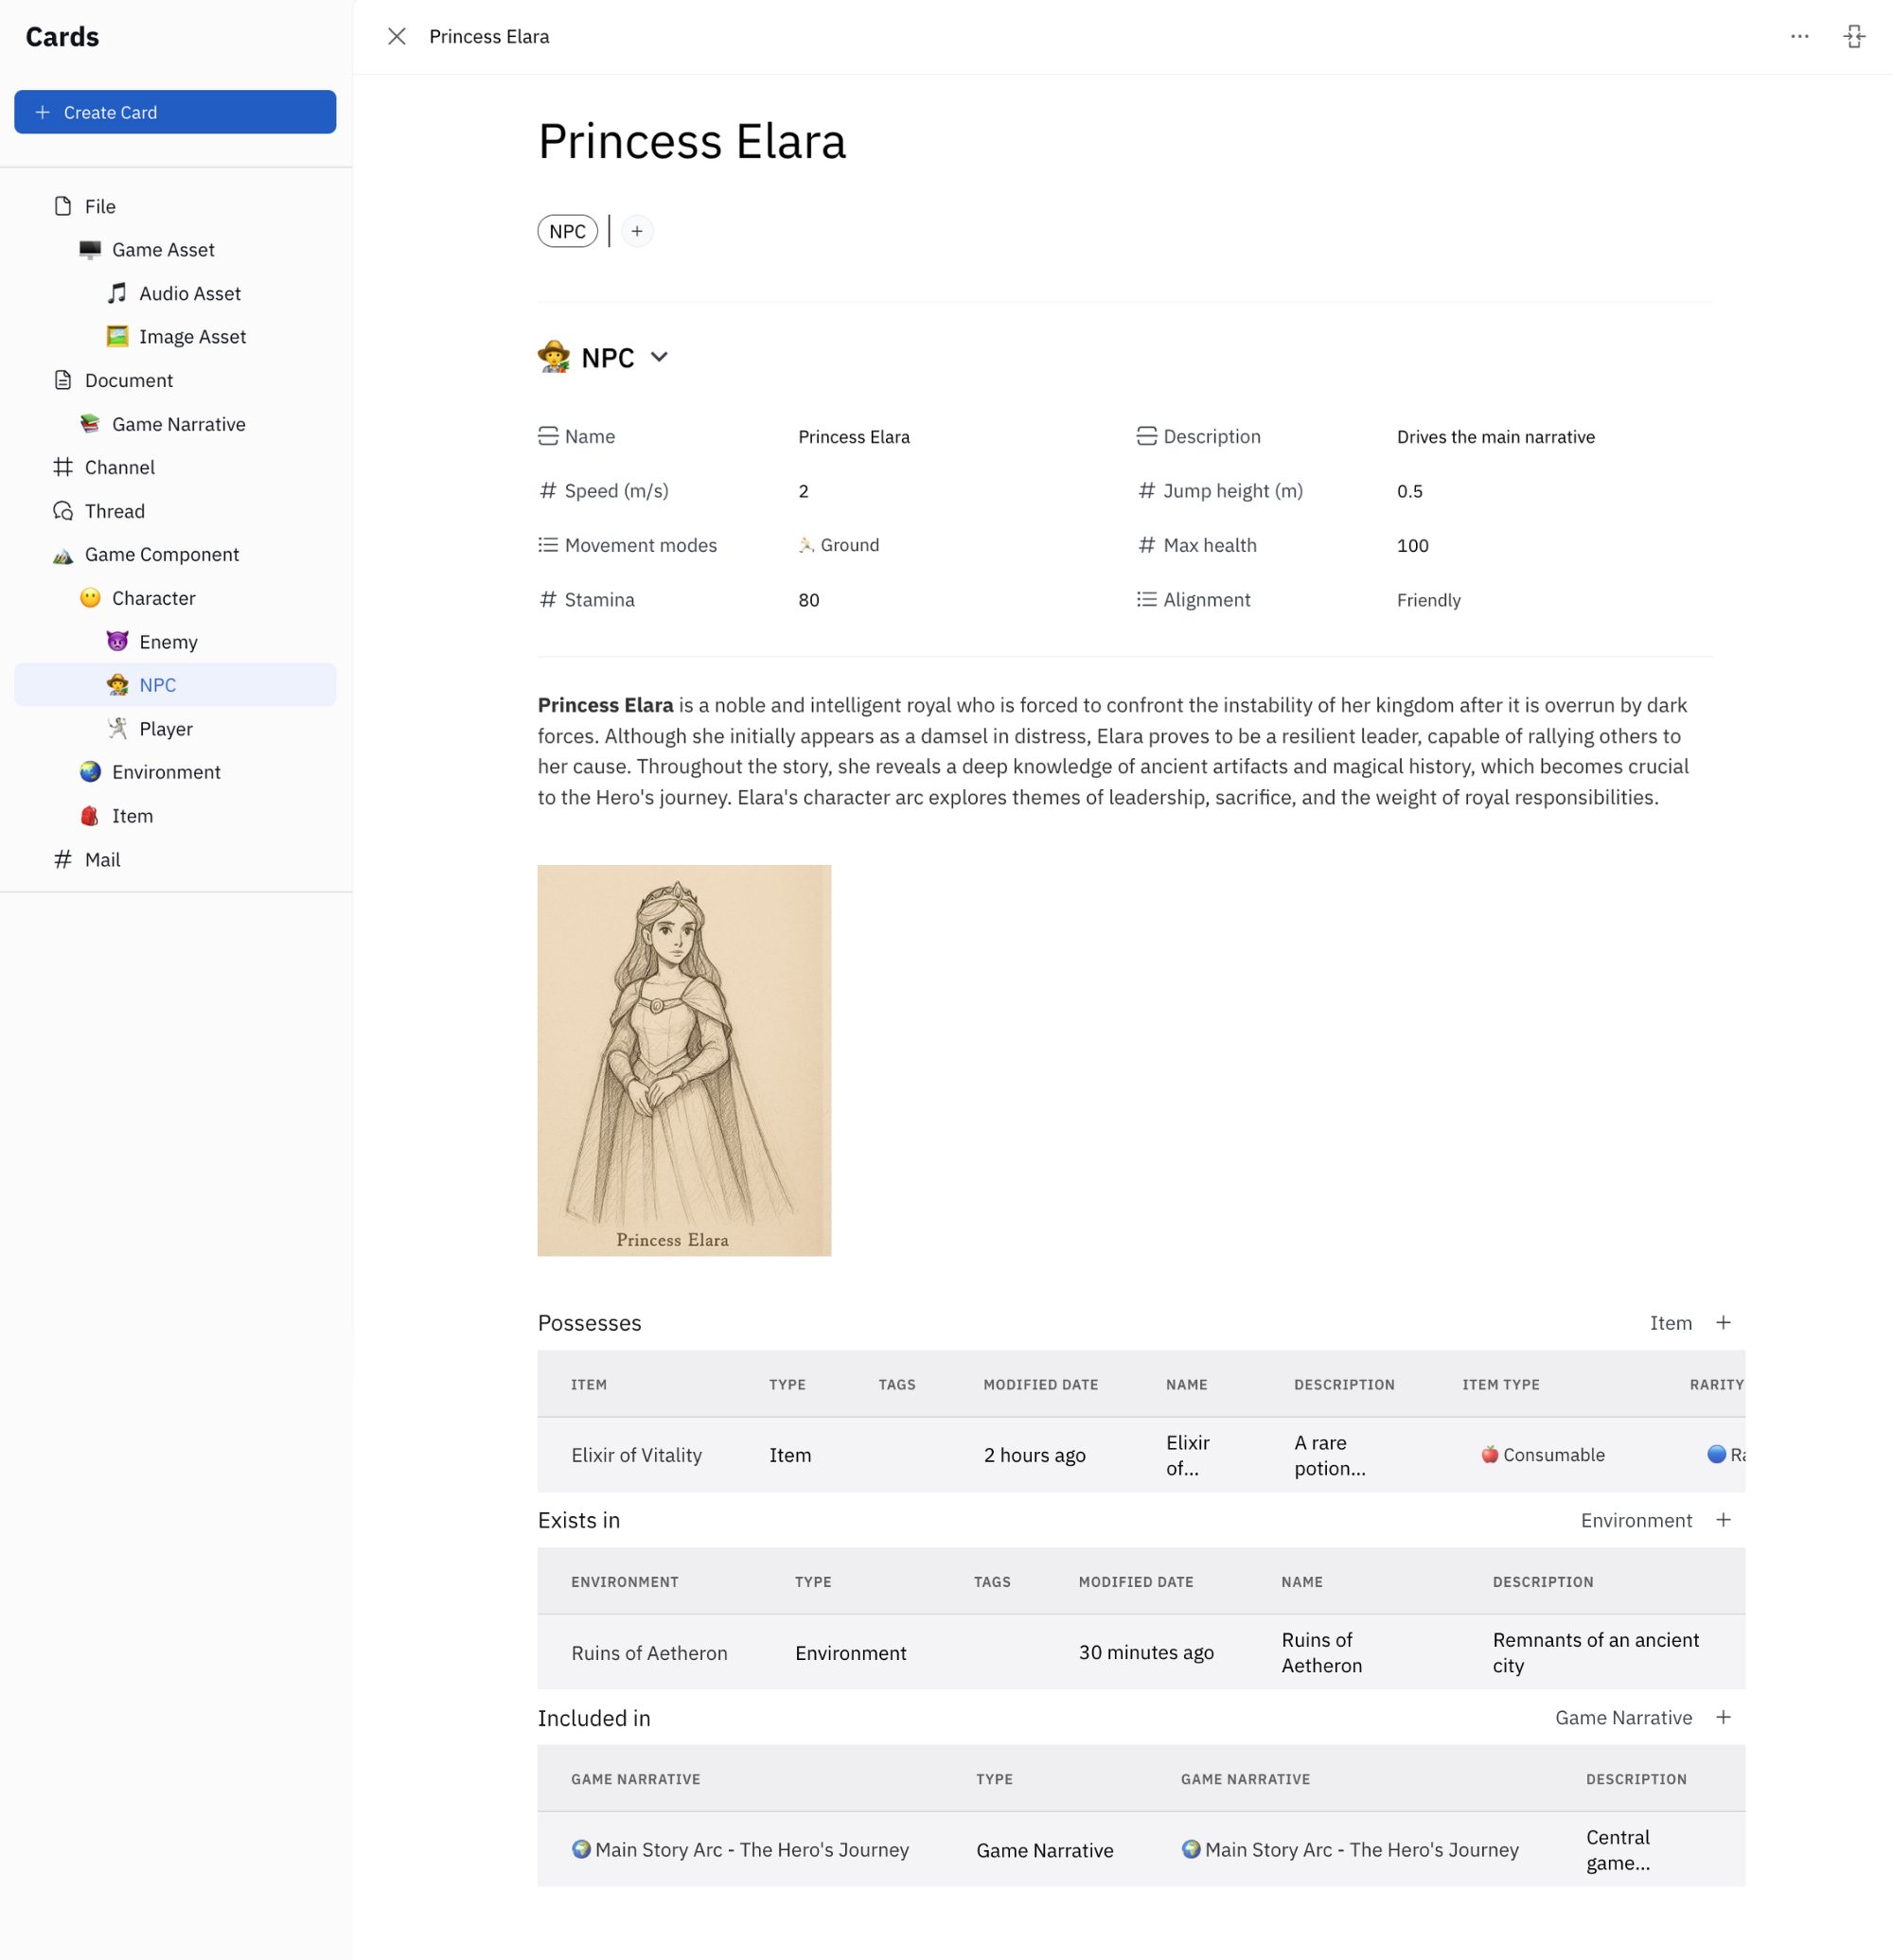 Cards
Create Card
File
Game Asset
Audio Asset
Image Asset
Document
Game Narrative
Channel
Thread
Game Component
Character
Enemy
NPC
Player
Environment
Item
Mail
Princess Elara
Princess Elara
NPC
NPC
Name Princess Elara Description Drives the main narrative
Speed (m/s) 2 Jump height (m) 0.5
Movement modes Ground Max health 100
Stamina 80 Alignment Friendly
Princess Elara is a noble and intelligent royal who is forced to confront the instability of her kingdom after it is overrun by dark
forces. Although she initially appears as a damsel in distress, Elara proves to be a resilient leader, capable of rallying others to
her cause. Throughout the story, she reveals a deep knowledge of ancient artifacts and magical history, which becomes crucial
to the Hero's journey. Elara's character arc explores themes of leadership, sacrifice, and the weight of royal responsibilities.
Princess Elara
Possesses Item
ITEM TYPE TAGS MODIFIED DATE NAME DESCRIPTION ITEM TYPE RARITY
Elixir of Vitality Item 2 hours ago Elixir of... A rare potion... Consumable
Exists in Environment
ENVIRONMENT TYPE TAGS MODIFIED DATE NAME DESCRIPTION
Ruins of Aetheron Environment 30 minutes ago Ruins of Aetheron Remnants of an ancient city
Included in Game Narrative
GAME NARRATIVE TYPE GAME NARRATIVE DESCRIPTION
Main Story Arc - The Hero's Journey Game Narrative Main Story Arc - The Hero's Journey Central game...